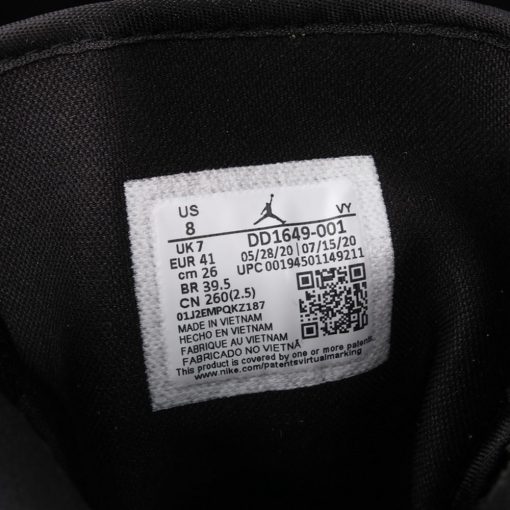 US
8
VY
UK 7
EUR 41
cm 26
BR 39.5
CN 260(2.5)
DD1649-001
05/28/20 | 07/15/20
UPC 00194501149211
01J2EMPQKZ187
MADE IN VIETNAM
HECHO EN VIETNAM
FABRIQUE AU VIETNAM
FABRICADO NO VIETNÃ
This product is covered by one or more patents.
www.nike.com/patentsvirtualmarking